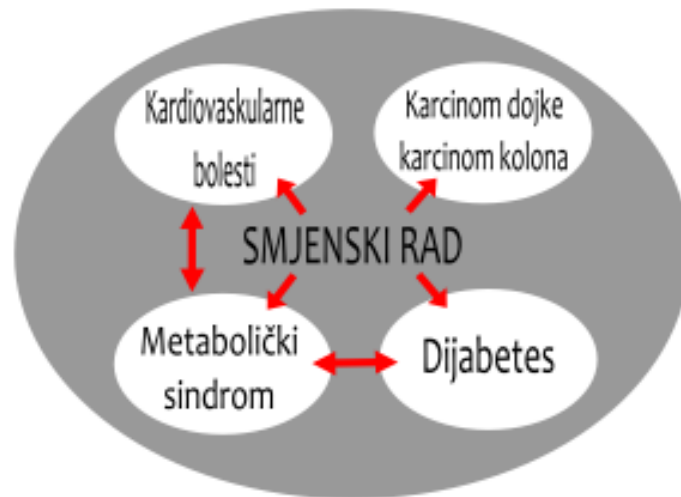 Kardiovaskularne
bolesti
Karcinom dojke
karcinom kolona
SMJENSKI RAD
Metabolički
sindrom
Dijabetes